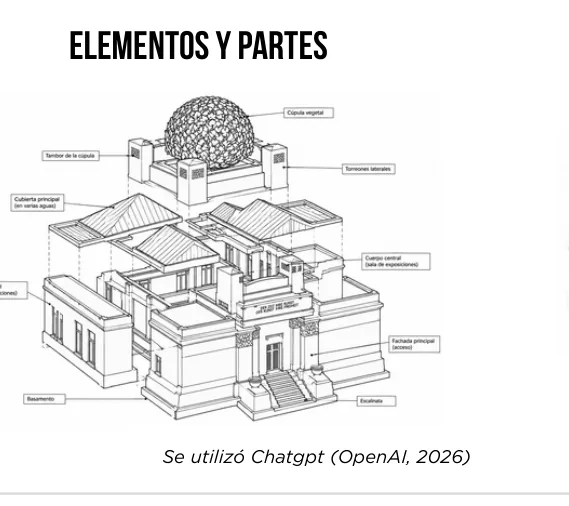 ELEMENTOS Y PARTES
Cúpula vegetal
Tambor de la cúpula
Torreones laterales
Cubierta principal
(en varias aguas)
Cuerpo central
(sala de exposiciones)
Fachada principal
(acceso)
Basamento
Escalinata
Se utilizó Chatgpt (OpenAI, 2026)